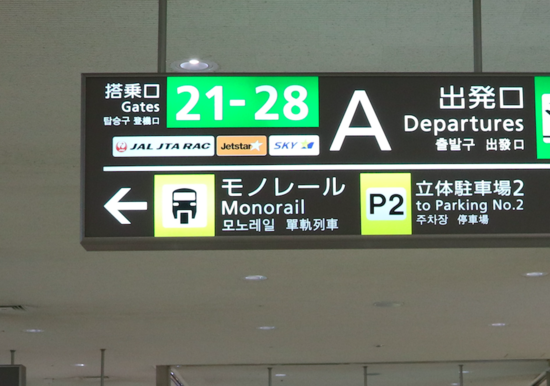 搭乗口
Gates
탑승구 登機口
21-28
JAL JTA RAC
Jetstar
SKY
A
出発口
Departures
출발구 出發口
モノレール
Monorail
모노레일 單軌列車
P2
立体駐車場2
to Parking No.2
주차장 停車場